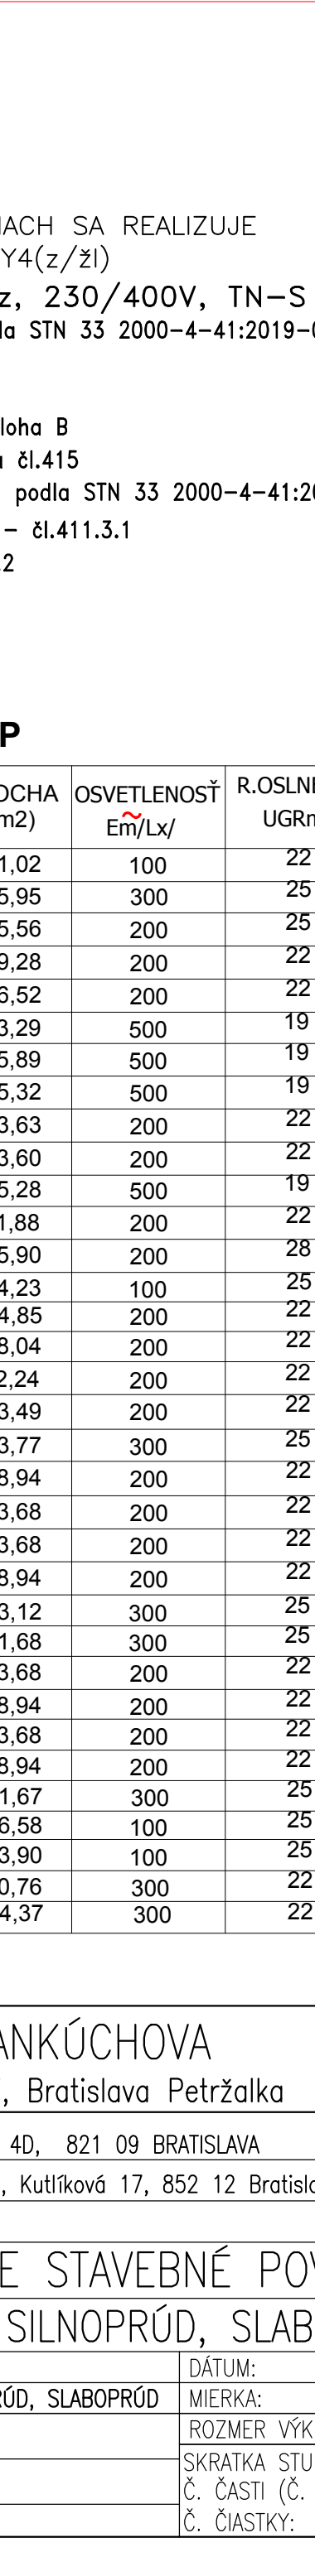 ACH SA REALIZUJE
Y4(z/žl)
z, 230/400V, TN-S
la STN 33 2000-4-41:2019-0
loha B
a čl.415
podla STN 33 2000-4-41:20
- čl.411.3.1
.2
P
OCHA OSVETLENOSŤ R.OSLNE
m2) Em/Lx/ UGRm
1,02 100 22
5,95 300 25
5,56 200 25
9,28 200 22
6,52 200 22
3,29 500 19
5,89 500 19
5,32 500 19
3,63 200 22
3,60 200 22
5,28 500 19
1,88 200 22
5,90 200 28
4,23 100 25
4,85 200 22
8,04 200 22
2,24 200 22
3,49 200 22
3,77 300 25
8,94 200 22
3,68 200 22
3,68 200 22
8,94 200 22
3,12 300 25
1,68 300 25
3,68 200 22
8,94 200 22
3,68 200 22
8,94 200 22
1,67 300 25
6,58 100 25
3,90 100 25
0,76 300 22
4,37 300 22
ANKÚCHOVA
, Bratislava Petržalka
4D, 821 09 BRATISLAVA
, Kutlíková 17, 852 12 Bratisla
E STAVEBNÉ POV
SILNOPRÚD, SLAB
DÁTUM:
RÚD, SLABOPRÚD MIERKA:
ROZMER VÝK
SKRATKA STU
Č. ČASTI (Č.
Č. ČIASTKY: